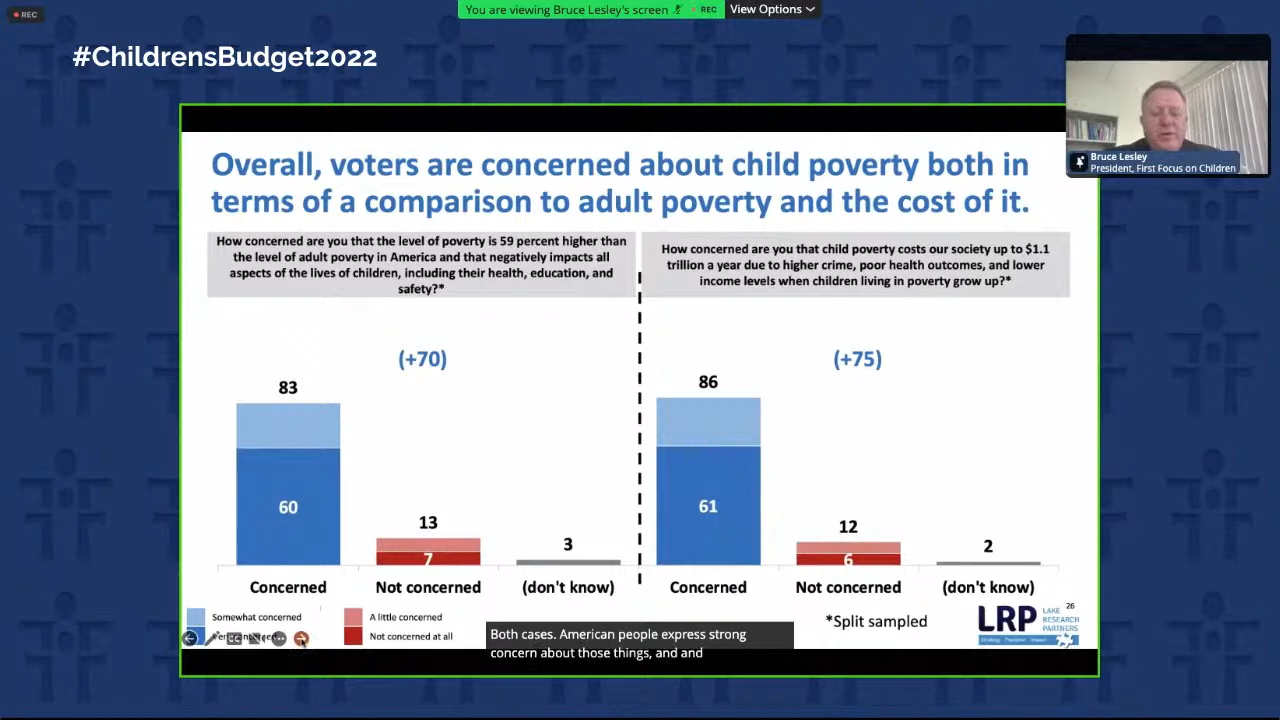 REC
You are viewing Bruce Lesley's screen
REC
View Options
#ChildrensBudget2022
Bruce Lesley
President, First Focus on Children
Overall, voters are concerned about child poverty both in
terms of a comparison to adult poverty and the cost of it.
How concerned are you that the level of poverty is 59 percent higher than
the level of adult poverty in America and that negatively impacts all
aspects of the lives of children, including their health, education, and
safety?*
How concerned are you that child poverty costs our society up to $1.1
trillion a year due to higher crime, poor health outcomes, and lower
income levels when children living in poverty grow up?*
(+70)
83
60
13
7
3
Concerned
Not concerned
(don't know)
(+75)
86
61
12
6
2
Concerned
Not concerned
(don't know)
Somewhat concerned
A little concerned
Not concerned at all
Both cases. American people express strong
concern about those things, and and
*Split sampled
26
LRP
LAKE
RESEARCH
PARTNERS